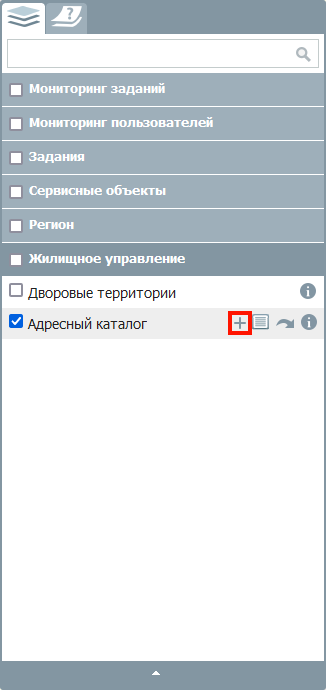 Мониторинг заданий
Мониторинг пользователей
Задания
Сервисные объекты
Регион
Жилищное управление
Дворовые территории
Адресный каталог